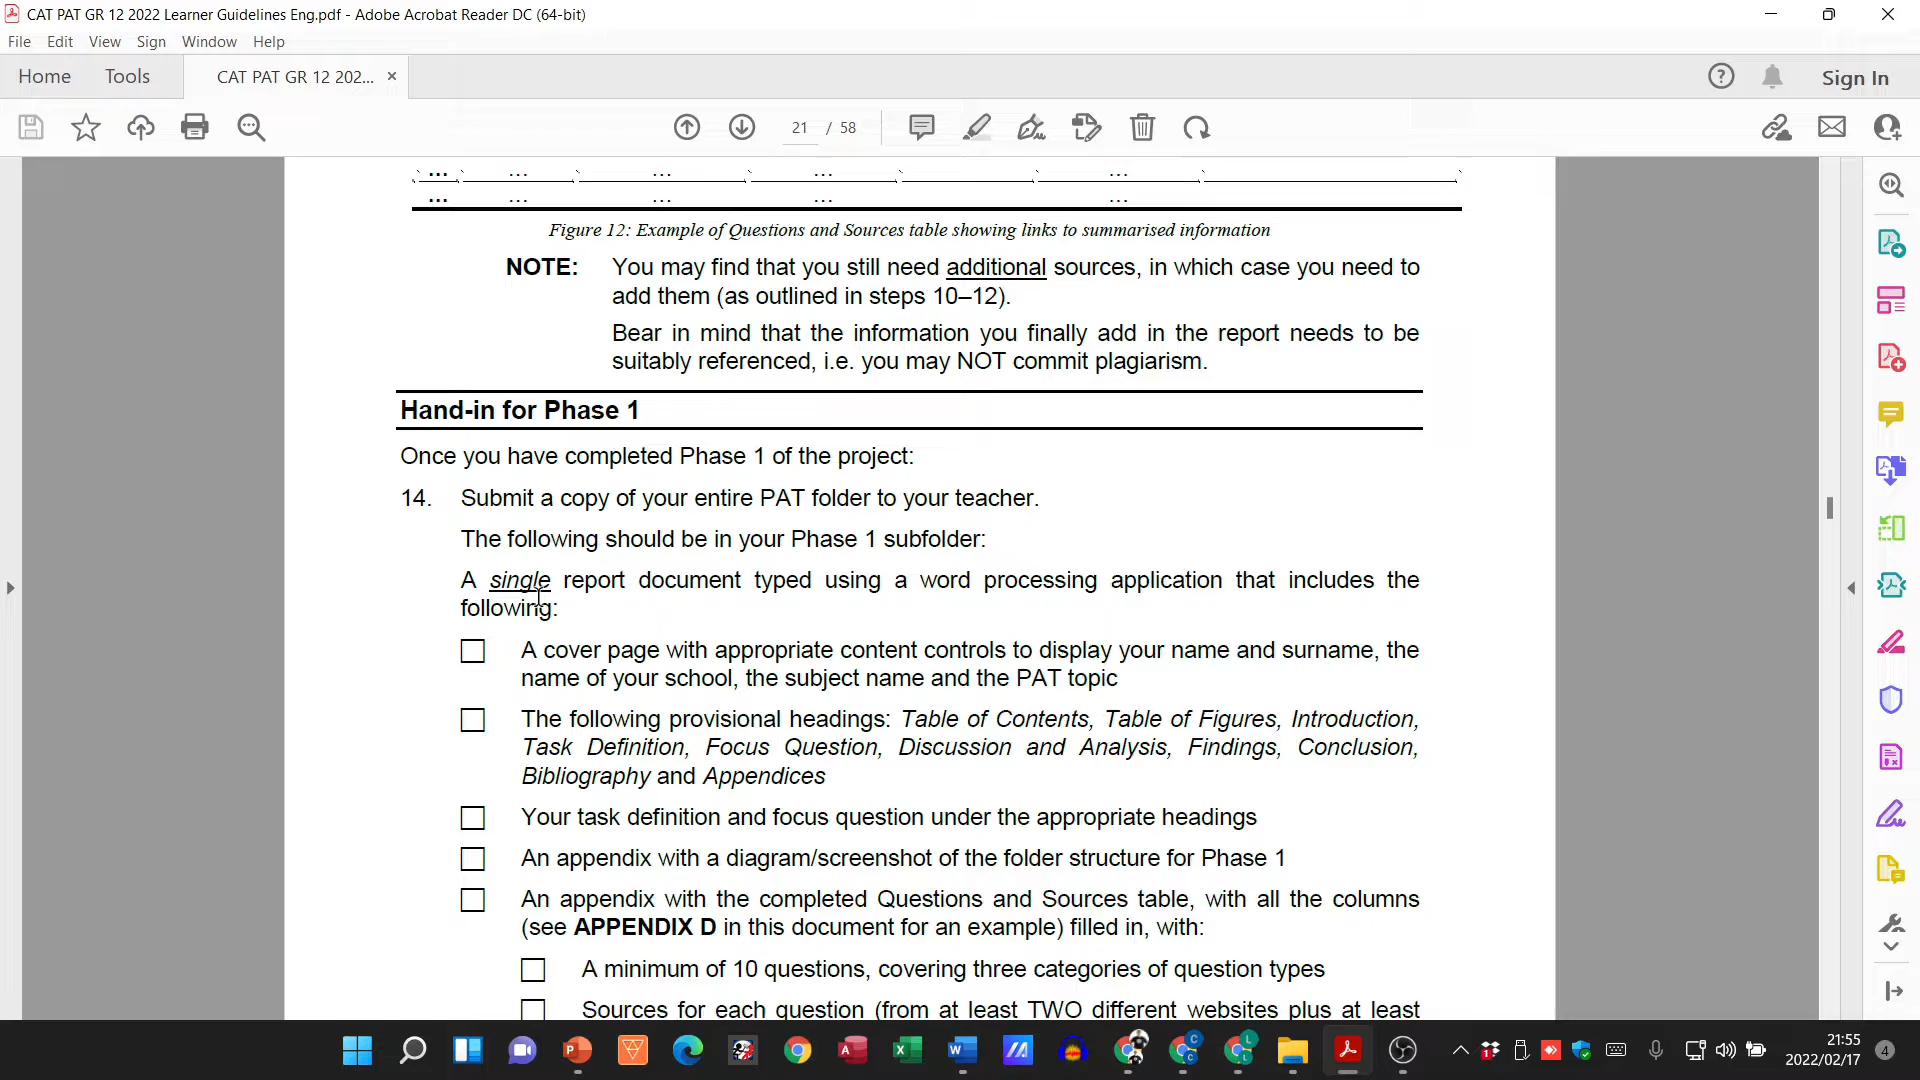 CAT PAT GR 12 2022 Learner Guidelines Eng.pdf - Adobe Acrobat Reader DC (64-bit)
File Edit View Sign Window Help
Home Tools CAT PAT GR 12 202... × Sign In
21 / 58
... ... ... ... ...
... ... ... ... ...
Figure 12: Example of Questions and Sources table showing links to summarised information
NOTE: You may find that you still need additional sources, in which case you need to
add them (as outlined in steps 10–12).
Bear in mind that the information you finally add in the report needs to be
suitably referenced, i.e. you may NOT commit plagiarism.
Hand-in for Phase 1
Once you have completed Phase 1 of the project:
14. Submit a copy of your entire PAT folder to your teacher.
The following should be in your Phase 1 subfolder:
A single report document typed using a word processing application that includes the
following:
A cover page with appropriate content controls to display your name and surname, the
name of your school, the subject name and the PAT topic
The following provisional headings: Table of Contents, Table of Figures, Introduction,
Task Definition, Focus Question, Discussion and Analysis, Findings, Conclusion,
Bibliography and Appendices
Your task definition and focus question under the appropriate headings
An appendix with a diagram/screenshot of the folder structure for Phase 1
An appendix with the completed Questions and Sources table, with all the columns
(see APPENDIX D in this document for an example) filled in, with:
A minimum of 10 questions, covering three categories of question types
Sources for each question (from at least TWO different websites plus at least
21:55
2022/02/17
4